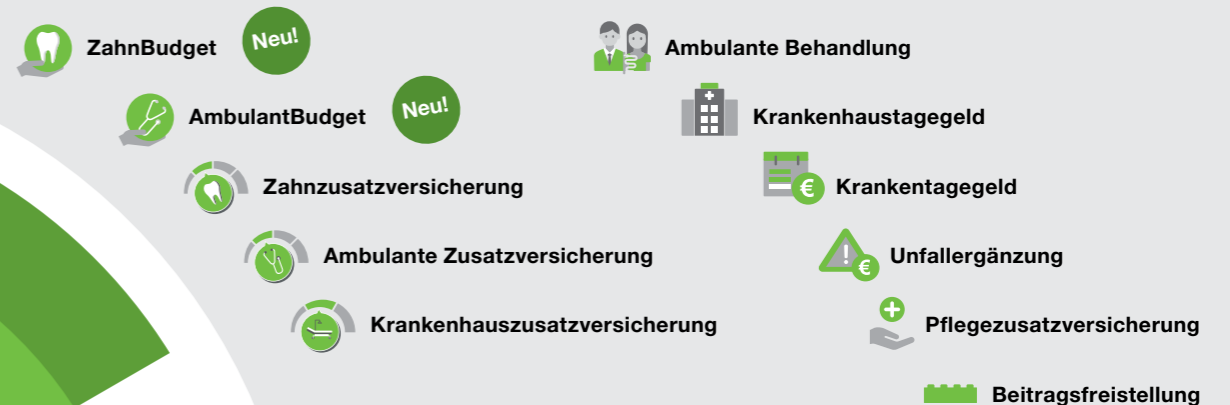 ZahnBudget
Neu!
AmbulantBudget
Neu!
Zahnzusatzversicherung
Ambulante Zusatzversicherung
Krankenhauszusatzversicherung
Ambulante Behandlung
Krankenhaustagegeld
Krankentagegeld
€
Unfallergänzung
!
€
Pflegezusatzversicherung
Beitragsfreistellung